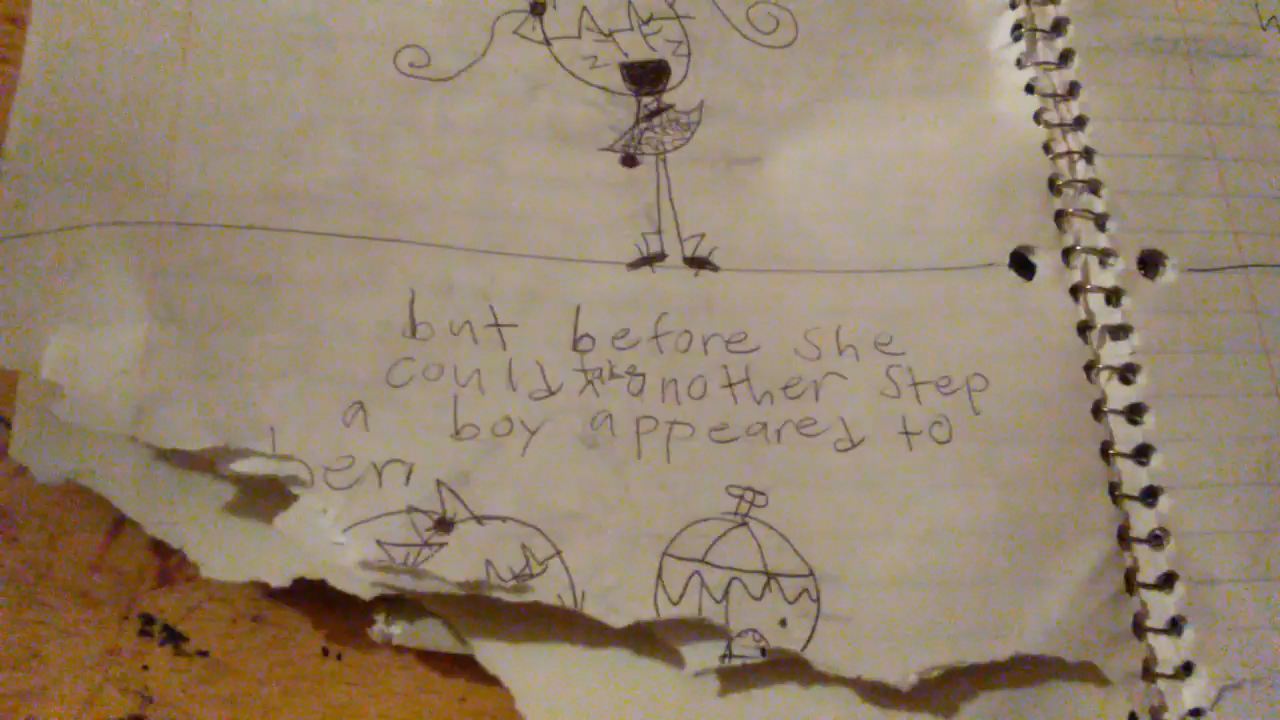 but before she
could take another step
a boy appeared to
her